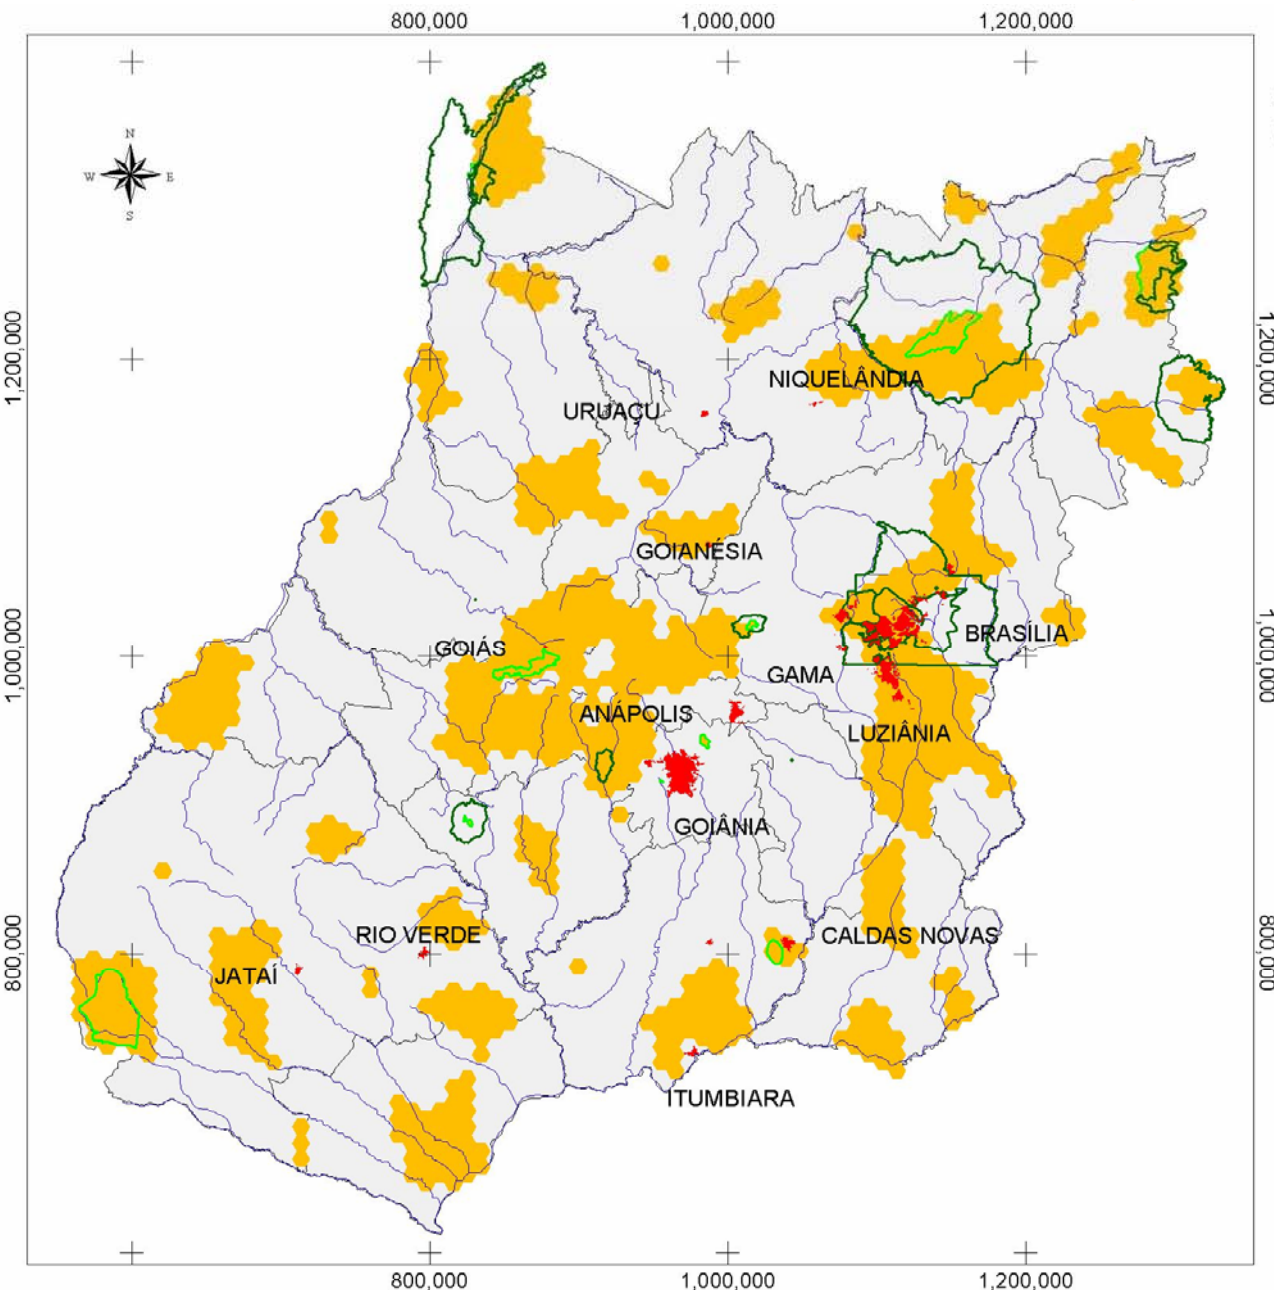 800,000 1,000,000 1,200,000
N
W E
S
1,200,000 1,200,000
NIQUELÂNDIA
URUAÇU
GOIANÉSIA
BRASÍLIA
1,000,000 1,000,000
GOIÁS
GAMA
ANÁPOLIS
LUZIÂNIA
GOIÂNIA
RIO VERDE
CALDAS NOVAS
800,000 800,000
JATAÍ
ITUMBIARA
800,000 1,000,000 1,200,000